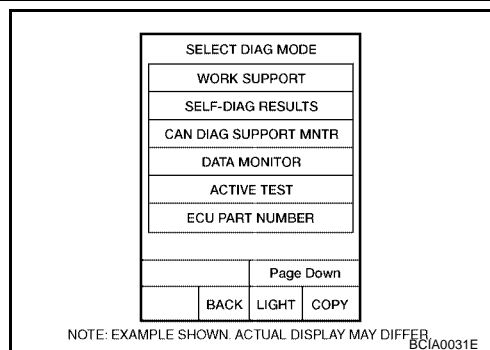 SELECT DIAG MODE
WORK SUPPORT
SELF-DIAG RESULTS
CAN DIAG SUPPORT MNTR
DATA MONITOR
ACTIVE TEST
ECU PART NUMBER
Page Down
BACK LIGHT COPY
NOTE: EXAMPLE SHOWN. ACTUAL DISPLAY MAY DIFFER.
BCIA0031E